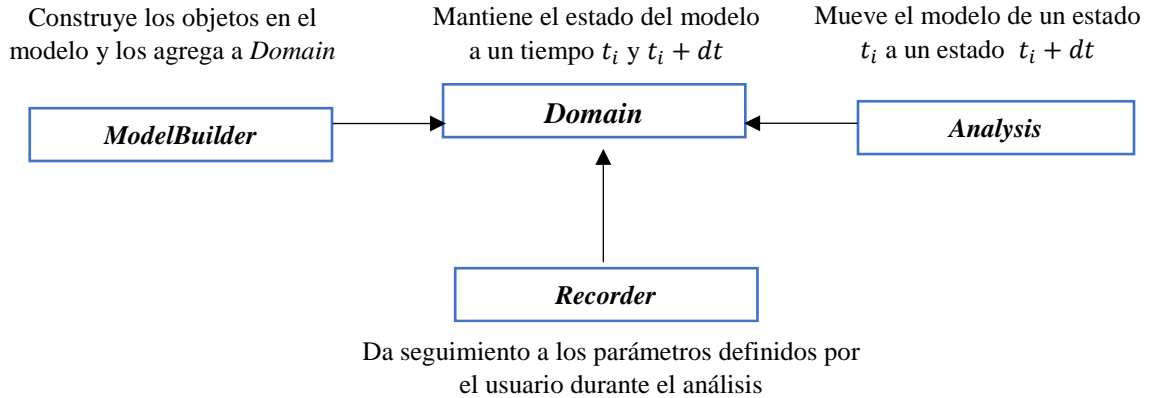 Construye los objetos en el
modelo y los agrega a Domain
ModelBuilder
Mantiene el estado del modelo
a un tiempo 𝑡𝑖 y 𝑡𝑖 + 𝑑𝑡
Domain
Mueve el modelo de un estado
𝑡𝑖 a un estado 𝑡𝑖 + 𝑑𝑡
Analysis
Recorder
Da seguimiento a los parámetros definidos por
el usuario durante el análisis